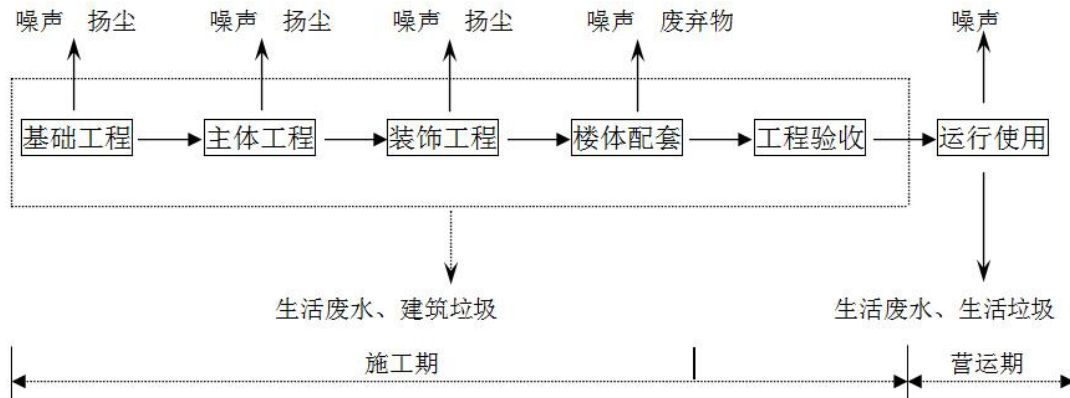 噪声 扬尘 噪声 扬尘 噪声 扬尘 噪声 废弃物 噪声
基础工程 主体工程 装饰工程 楼体配套 工程验收 运行使用
生活废水、建筑垃圾 生活废水、生活垃圾
施工期 营运期